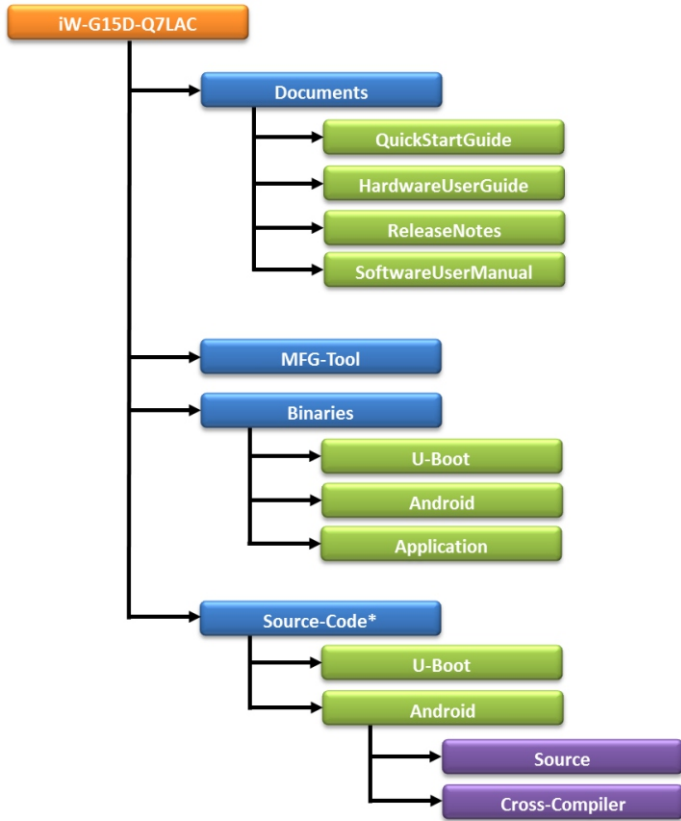 iW-G15D-Q7LAC
Documents
QuickStartGuide
HardwareUserGuide
ReleaseNotes
SoftwareUserManual
MFG-Tool
Binaries
U-Boot
Android
Application
Source-Code*
U-Boot
Android
Source
Cross-Compiler